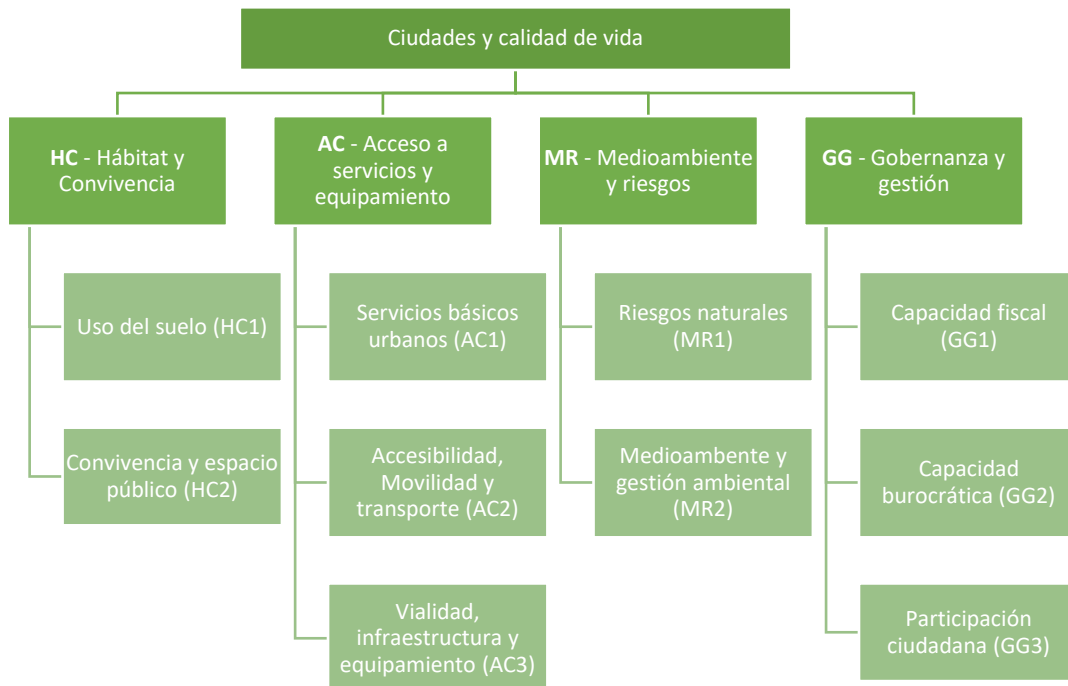 Ciudades y calidad de vida
HC - Hábitat y
Convivencia
Uso del suelo (HC1)
Convivencia y espacio
público (HC2)
AC - Acceso a
servicios y
equipamiento
Servicios básicos
urbanos (AC1)
Accesibilidad,
Movilidad y
transporte (AC2)
Vialidad,
infraestructura y
equipamiento (AC3)
MR - Medioambiente
y riesgos
Riesgos naturales
(MR1)
Medioambente y
gestión ambiental
(MR2)
GG - Gobernanza y
gestión
Capacidad fiscal
(GG1)
Capacidad
burocrática (GG2)
Participación
ciudadana (GG3)